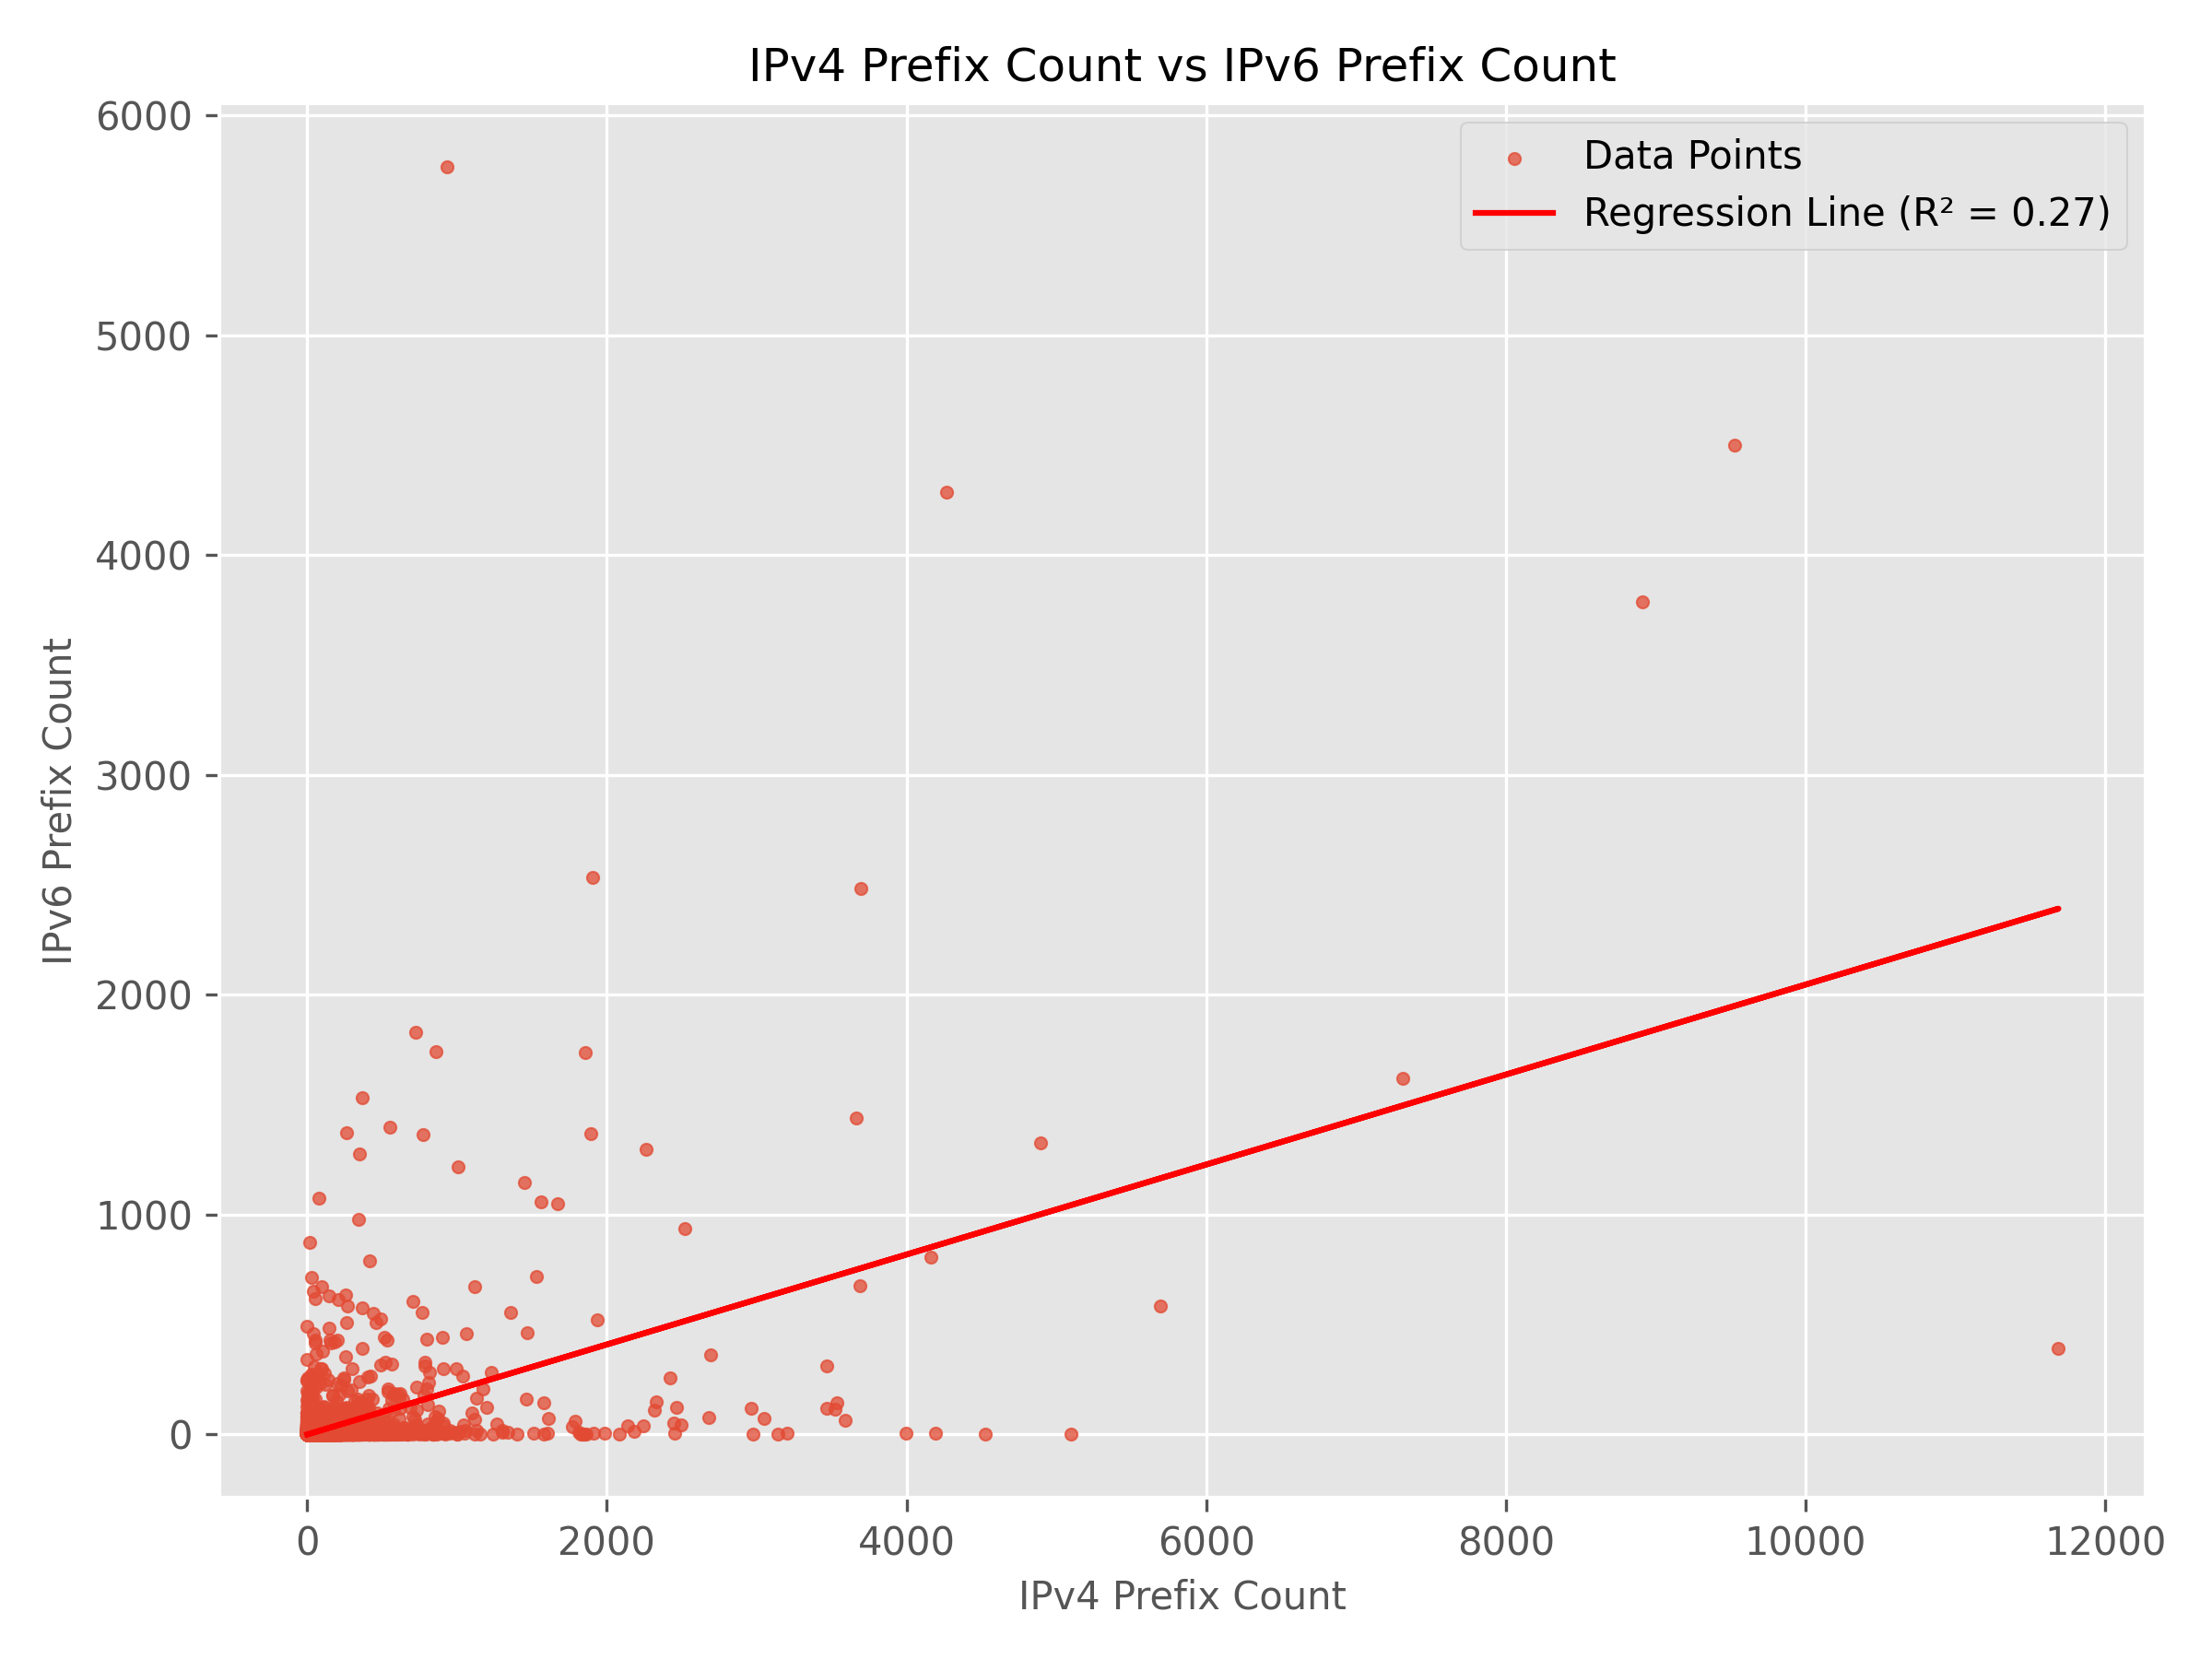 IPv4 Prefix Count vs IPv6 Prefix Count
Data Points
Regression Line (R² = 0.27)
6000
5000
4000
3000
2000
1000
0
IPv6 Prefix Count
0 2000 4000 6000 8000 10000 12000
IPv4 Prefix Count